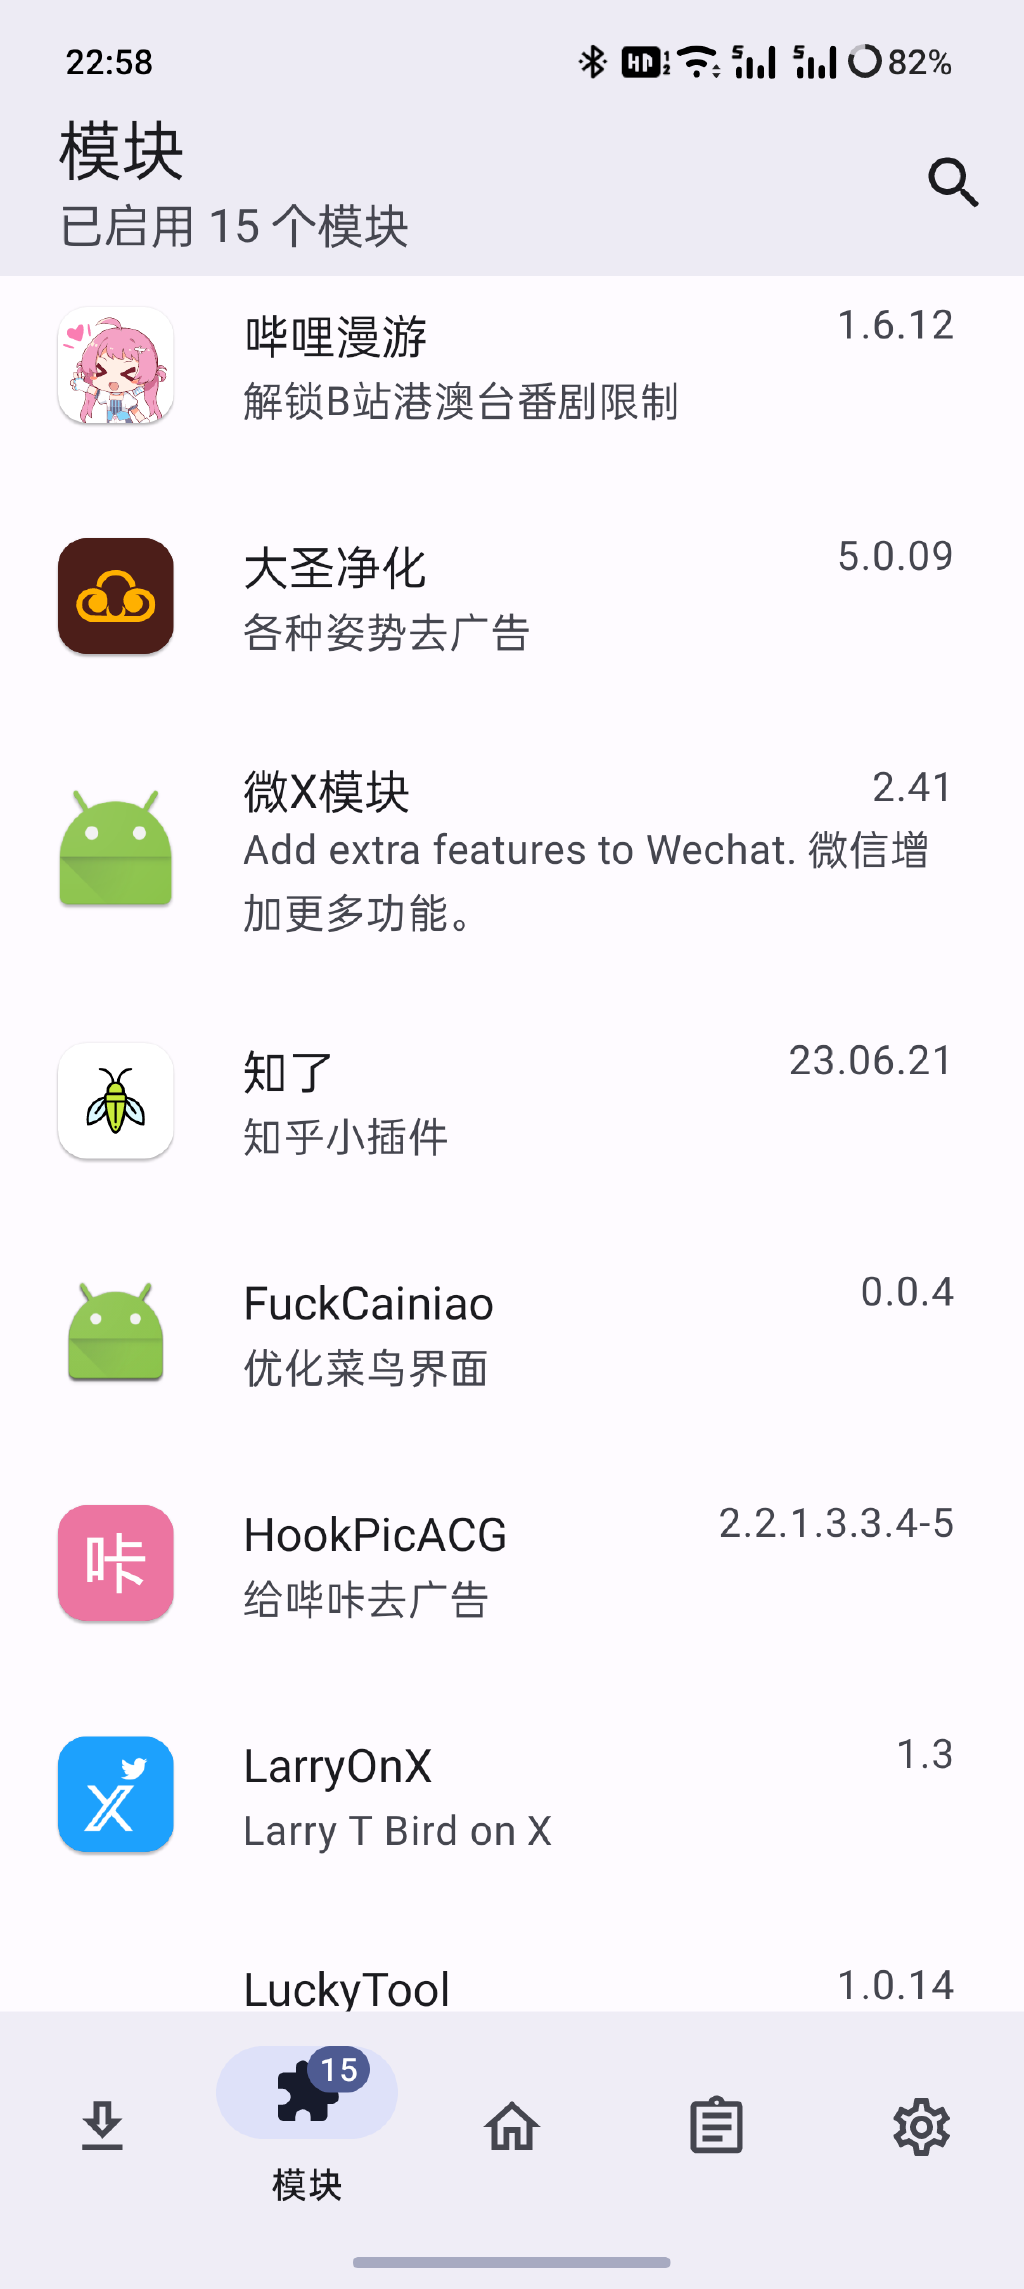 22:58
82%
模块
已启用 15 个模块
哔哩漫游
1.6.12
解锁B站港澳台番剧限制
大圣净化
5.0.09
各种姿势去广告
微X模块
2.41
Add extra features to Wechat. 微信增
加更多功能。
知了
23.06.21
知乎小插件
FuckCainiao
0.0.4
优化菜鸟界面
咔
HookPicACG
2.2.1.3.3.4-5
给哔咔去广告
LarryOnX
1.3
Larry T Bird on X
LuckyTool
1.0.14
15
模块